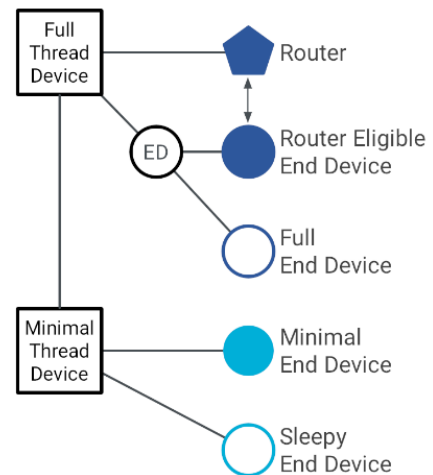 Full
Thread
Device
Router
ED
Router Eligible
End Device
Full
End Device
Minimal
Thread
Device
Minimal
End Device
Sleepy
End Device